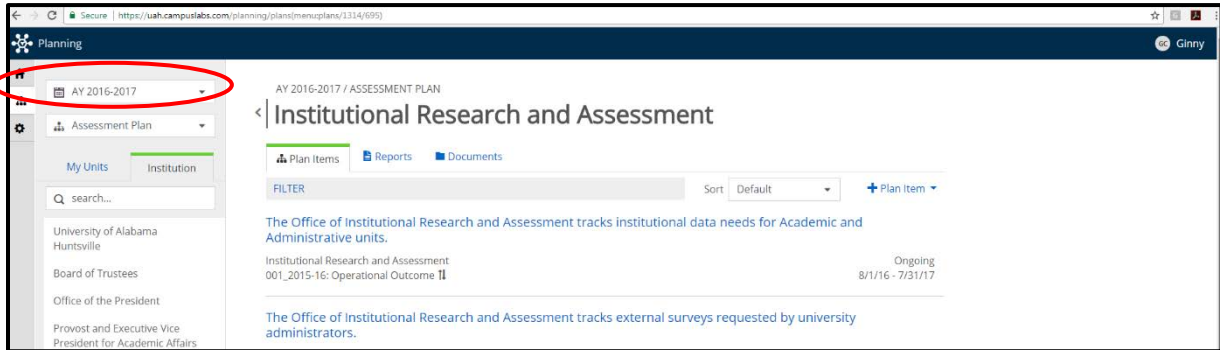 Secure | https://uah.campuslabs.com/planning/plans(menu:plans/1314/695)
Planning
GC Ginny
AY 2016-2017
Assessment Plan
My Units Institution
search...
University of Alabama
Huntsville
Board of Trustees
Office of the President
Provost and Executive Vice
President for Academic Affairs
AY 2016-2017 / ASSESSMENT PLAN
Institutional Research and Assessment
Plan Items Reports Documents
FILTER Sort Default + Plan Item
The Office of Institutional Research and Assessment tracks institutional data needs for Academic and
Administrative units.
Institutional Research and Assessment Ongoing
001_2015-16: Operational Outcome 8/1/16 - 7/31/17
The Office of Institutional Research and Assessment tracks external surveys requested by university
administrators.